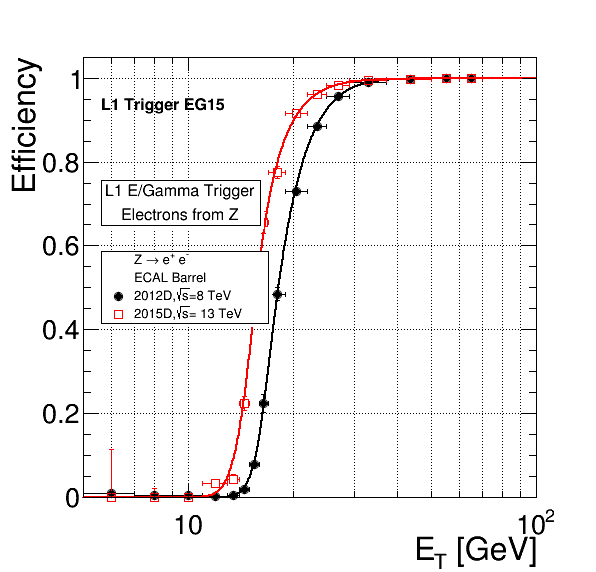 Efficiency
1
0.8
0.6
0.4
0.2
0
L1 Trigger EG15
L1 E/Gamma Trigger
Electrons from Z
Z → e⁺ e⁻
ECAL Barrel
2012D,√s=8 TeV
2015D,√s= 13 TeV
10
10²
E_T [GeV]